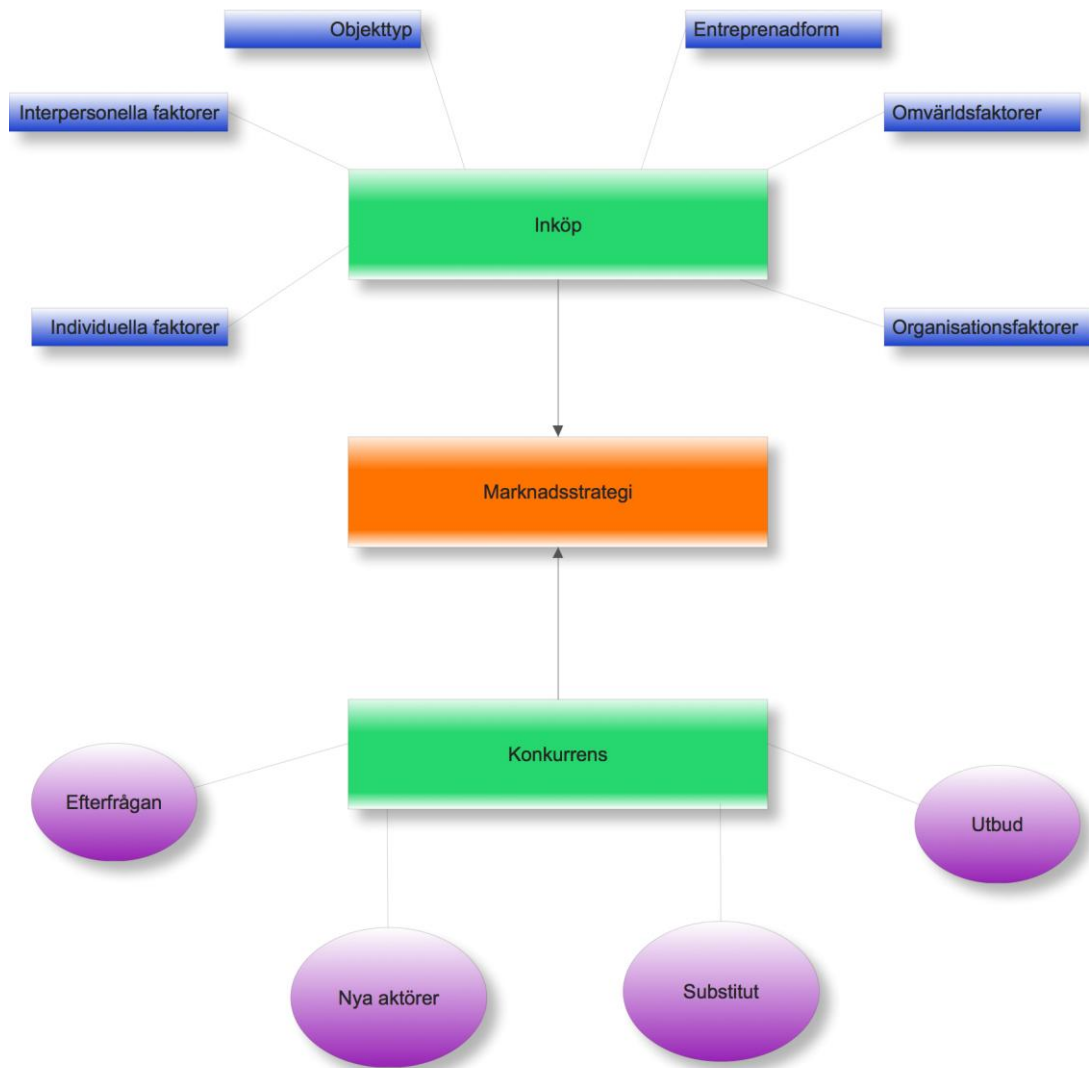 Objekttyp
Entreprenadform
Interpersonella faktorer
Omvärldsfaktorer
Inköp
Individuella faktorer
Organisationsfaktorer
Marknadsstrategi
Konkurrens
Efterfrågan
Utbud
Nya aktörer
Substitut